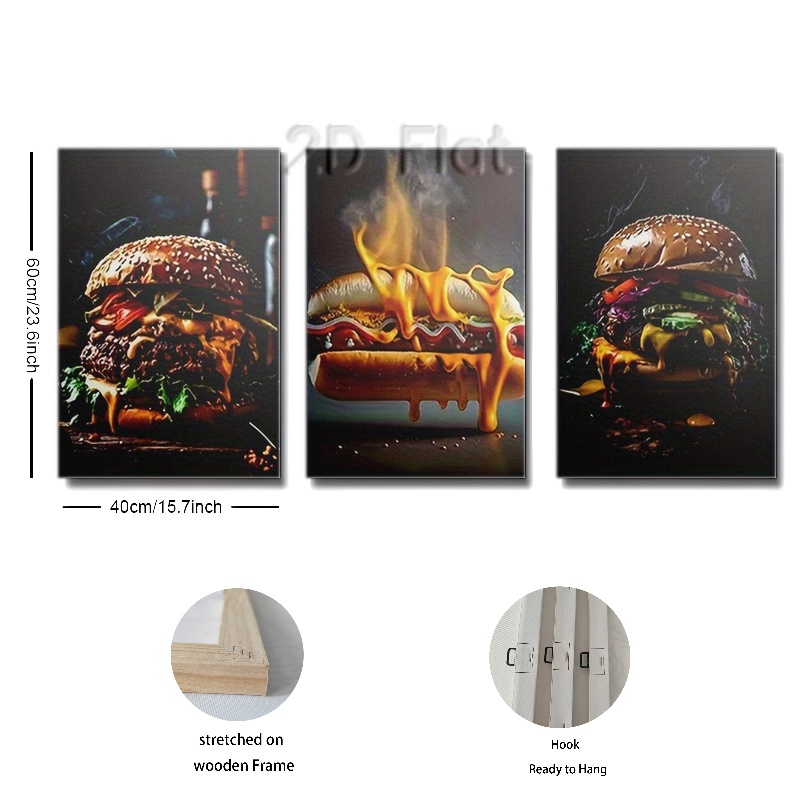 2D Flat
60cm/23.6inch
40cm/15.7inch
stretched on
wooden Frame
Hook
Ready to Hang